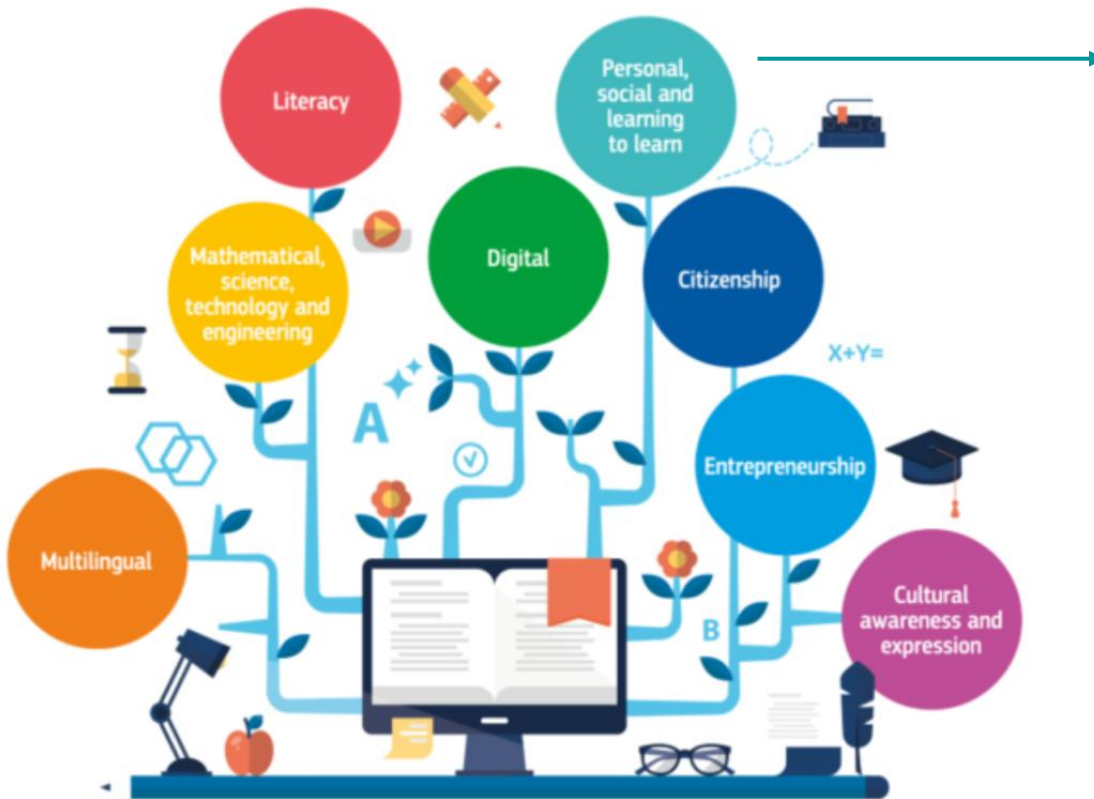 Literacy
Personal,
social and
learning
to learn
Mathematical,
science,
technology and
engineering
Digital
Citizenship
X+Y=
A
Entrepreneurship
Multilingual
B
Cultural
awareness and
expression